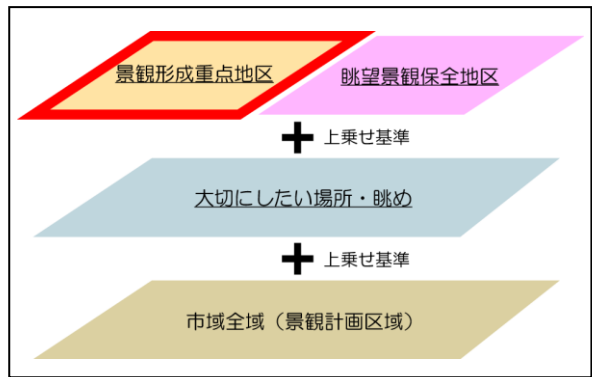 景観形成重点地区
眺望景観保全地区
上乗せ基準
大切にしたい場所・眺め
上乗せ基準
市域全域（景観計画区域）